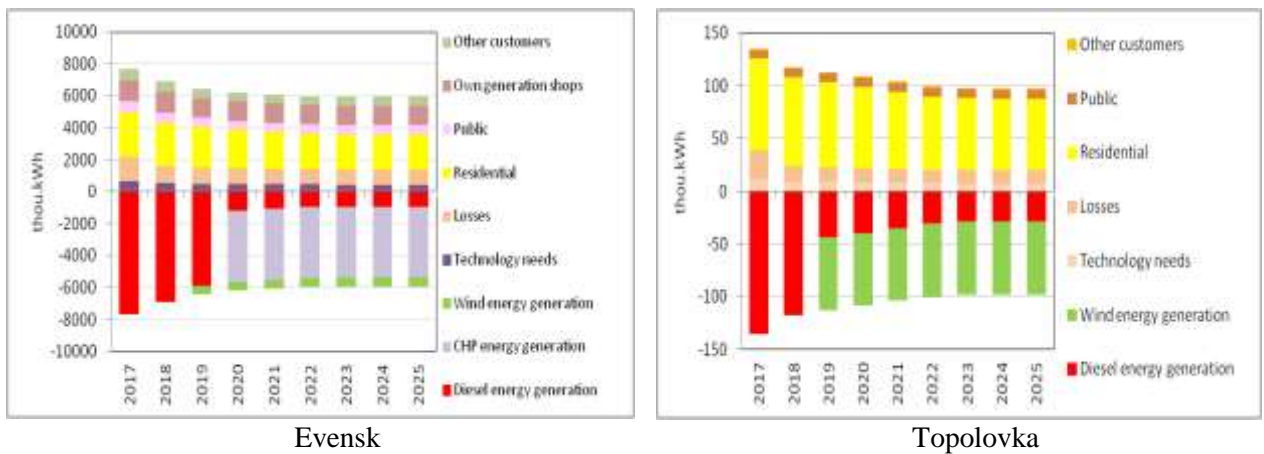 10000
8000
6000
4000
2000
0
-2000
-4000
-6000
-8000
-10000
thou.kWh
2017 2018 2019 2020 2021 2022 2023 2024 2025
Other customers
Own generation shops
Public
Residential
Losses
Technology needs
Wind energy generation
CHP energy generation
Diesel energy generation
Evensk
150
100
50
0
-50
-100
-150
thou.kWh
2017 2018 2019 2020 2021 2022 2023 2024 2025
Other customers
Public
Residential
Losses
Technology needs
Wind energy generation
Diesel energy generation
Topolovka